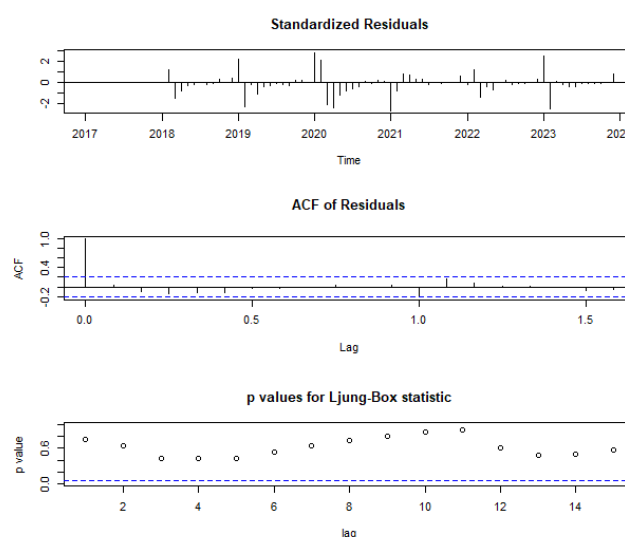 Standardized Residuals
2
0
-2
2017 2018 2019 2020 2021 2022 2023 202
Time
ACF of Residuals
ACF
1.0
0.4
-0.2
0.0 0.5 1.0 1.5
Lag
p values for Ljung-Box statistic
p value
0.6
0.0
2 4 6 8 10 12 14
lag